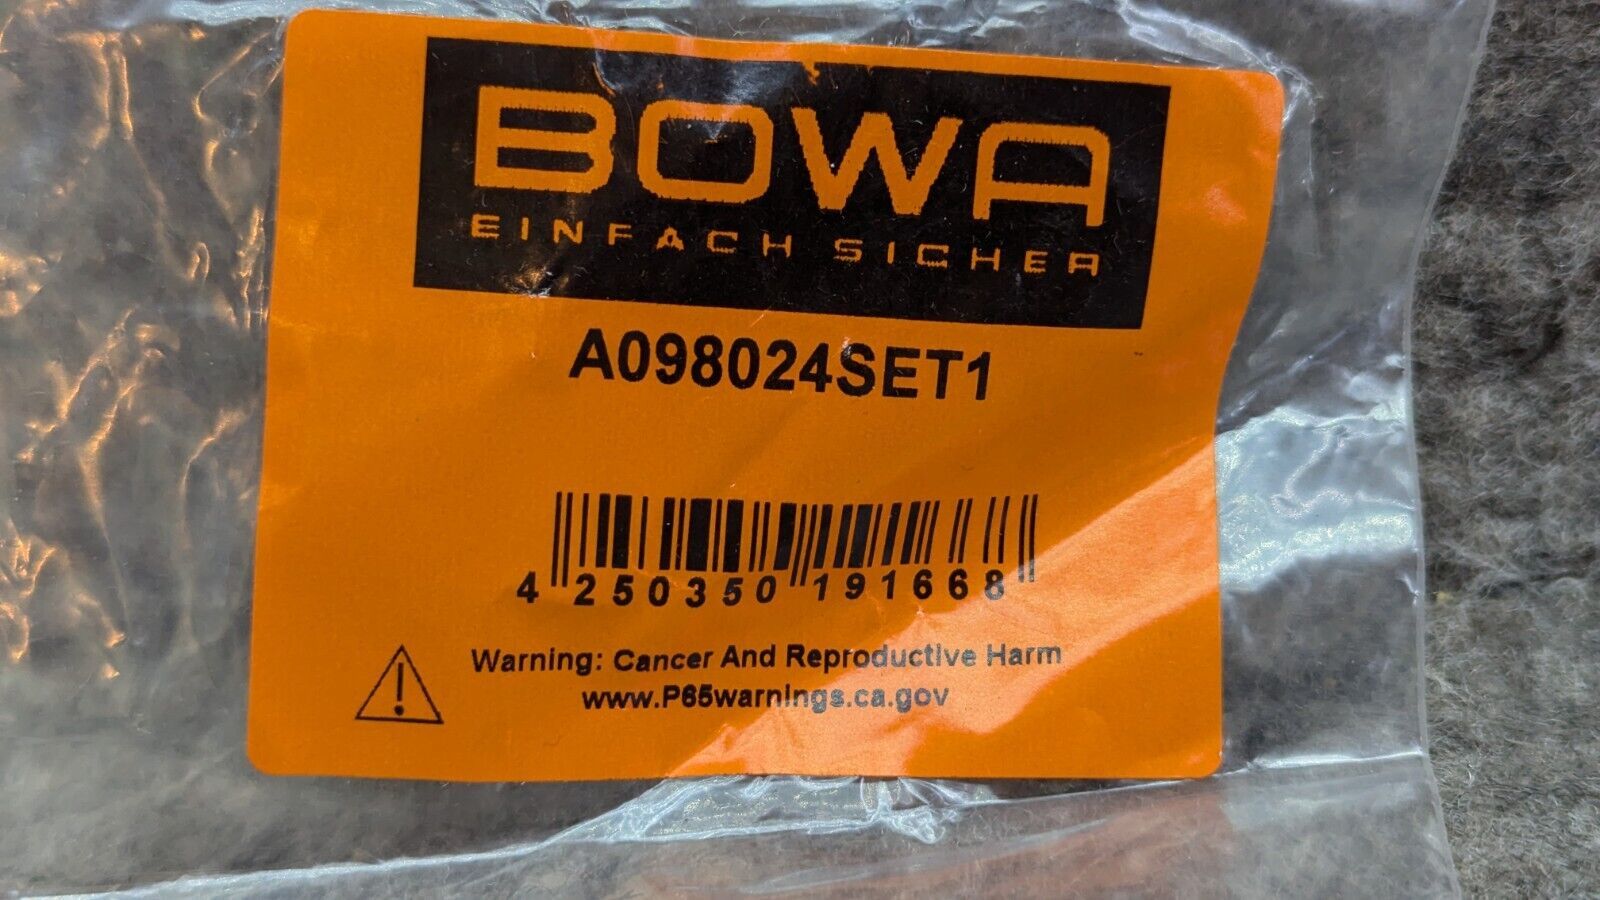 BOWA
EINFACH SICHER
A098024SET1
4 250350 191668
Warning: Cancer And Reproductive Harm
www.P65warnings.ca.gov